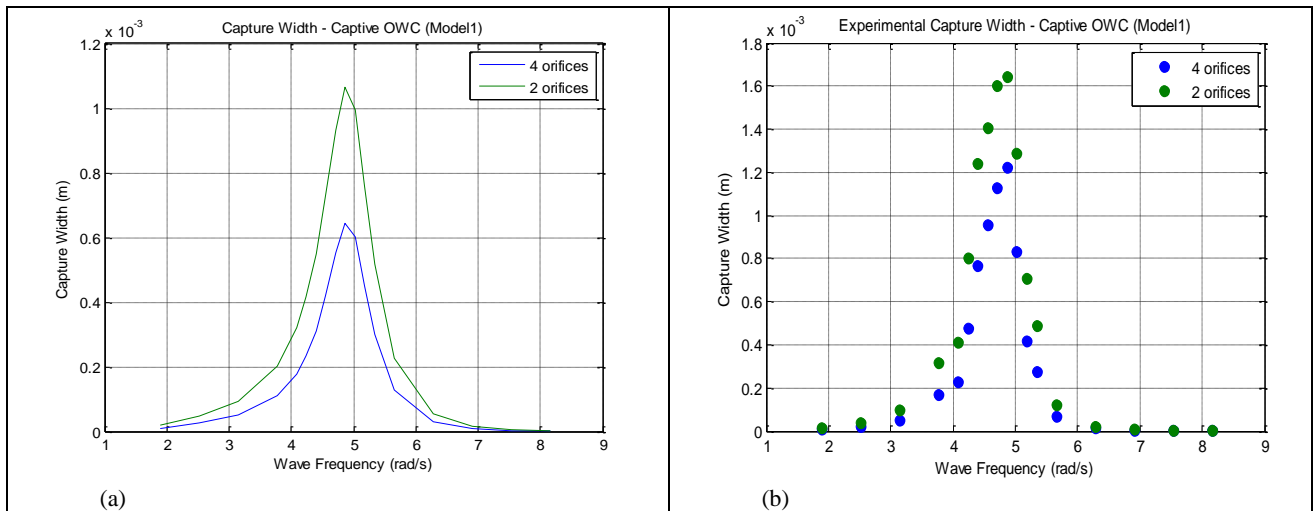 x 10-3
Capture Width - Captive OWC (Model1)
1.2
1
0.8
0.6
0.4
0.2
0
Capture Width (m)
4 orifices
2 orifices
1 2 3 4 5 6 7 8 9
Wave Frequency (rad/s)
(a)
x 10-3
Experimental Capture Width - Captive OWC (Model1)
1.8
1.6
1.4
1.2
1
0.8
0.6
0.4
0.2
0
Capture Width (m)
4 orifices
2 orifices
1 2 3 4 5 6 7 8 9
Wave Frequency (rad/s)
(b)